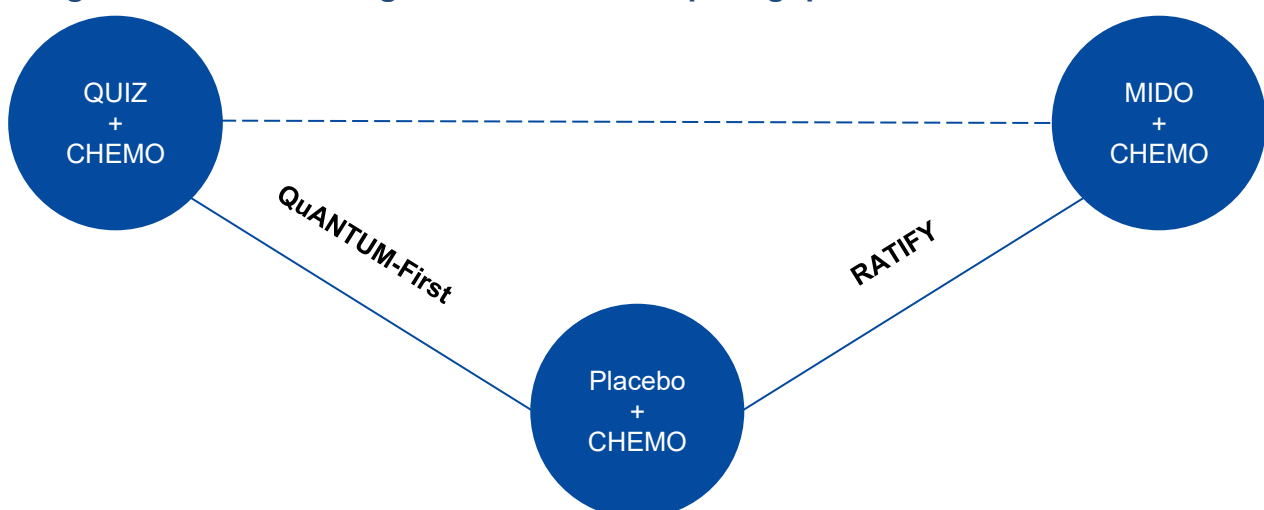 QUIZ
+
CHEMO
MIDO
+
CHEMO
QuANTUM-First
RATIFY
Placebo
+
CHEMO